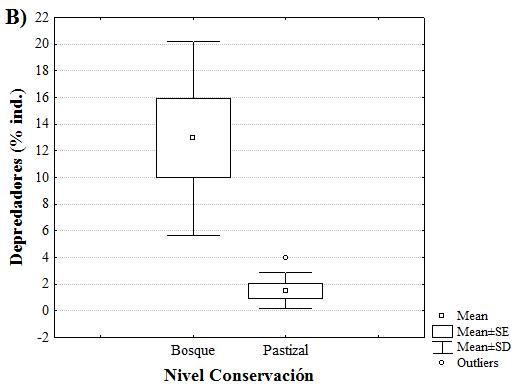 B)
22
20
18
16
14
12
10
8
6
4
2
0
-2
Depredadores (% ind.)
Bosque Pastizal
Nivel Conservación
Mean
Mean±SE
Mean±SD
Outliers